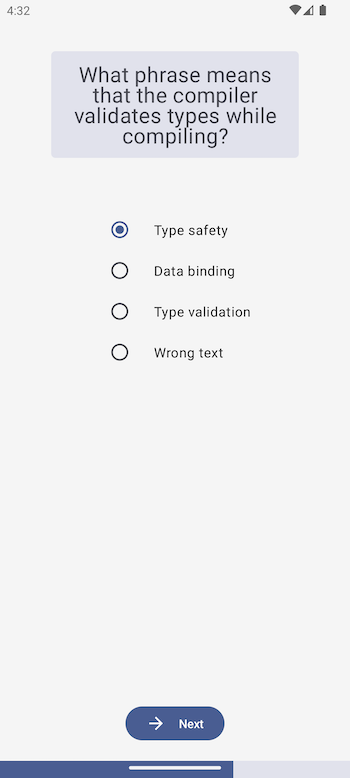 4:32
What phrase means
that the compiler
validates types while
compiling?
Type safety
Data binding
Type validation
Wrong text
Next